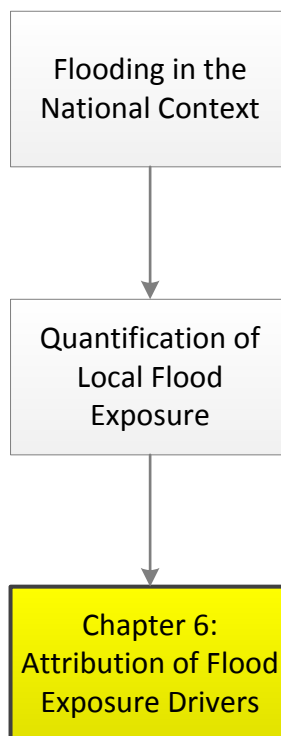 Flooding in the
National Context
Quantification of
Local Flood
Exposure
Chapter 6:
Attribution of Flood
Exposure Drivers